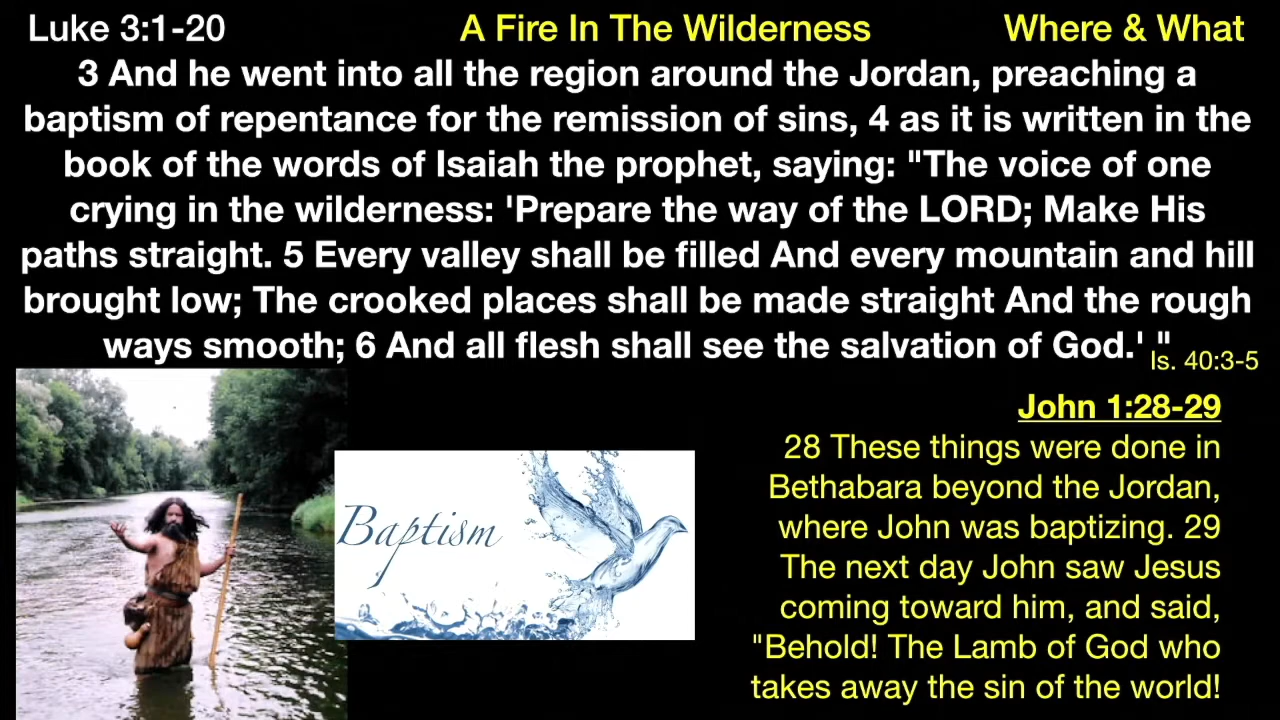 Luke 3:1-20
A Fire In The Wilderness
Where & What
3 And he went into all the region around the Jordan, preaching a
baptism of repentance for the remission of sins, 4 as it is written in the
book of the words of Isaiah the prophet, saying: "The voice of one
crying in the wilderness: 'Prepare the way of the LORD; Make His
paths straight. 5 Every valley shall be filled And every mountain and hill
brought low; The crooked places shall be made straight And the rough
ways smooth; 6 And all flesh shall see the salvation of God.' "
Is. 40:3-5
Baptism
John 1:28-29
28 These things were done in
Bethabara beyond the Jordan,
where John was baptizing. 29
The next day John saw Jesus
coming toward him, and said,
"Behold! The Lamb of God who
takes away the sin of the world!